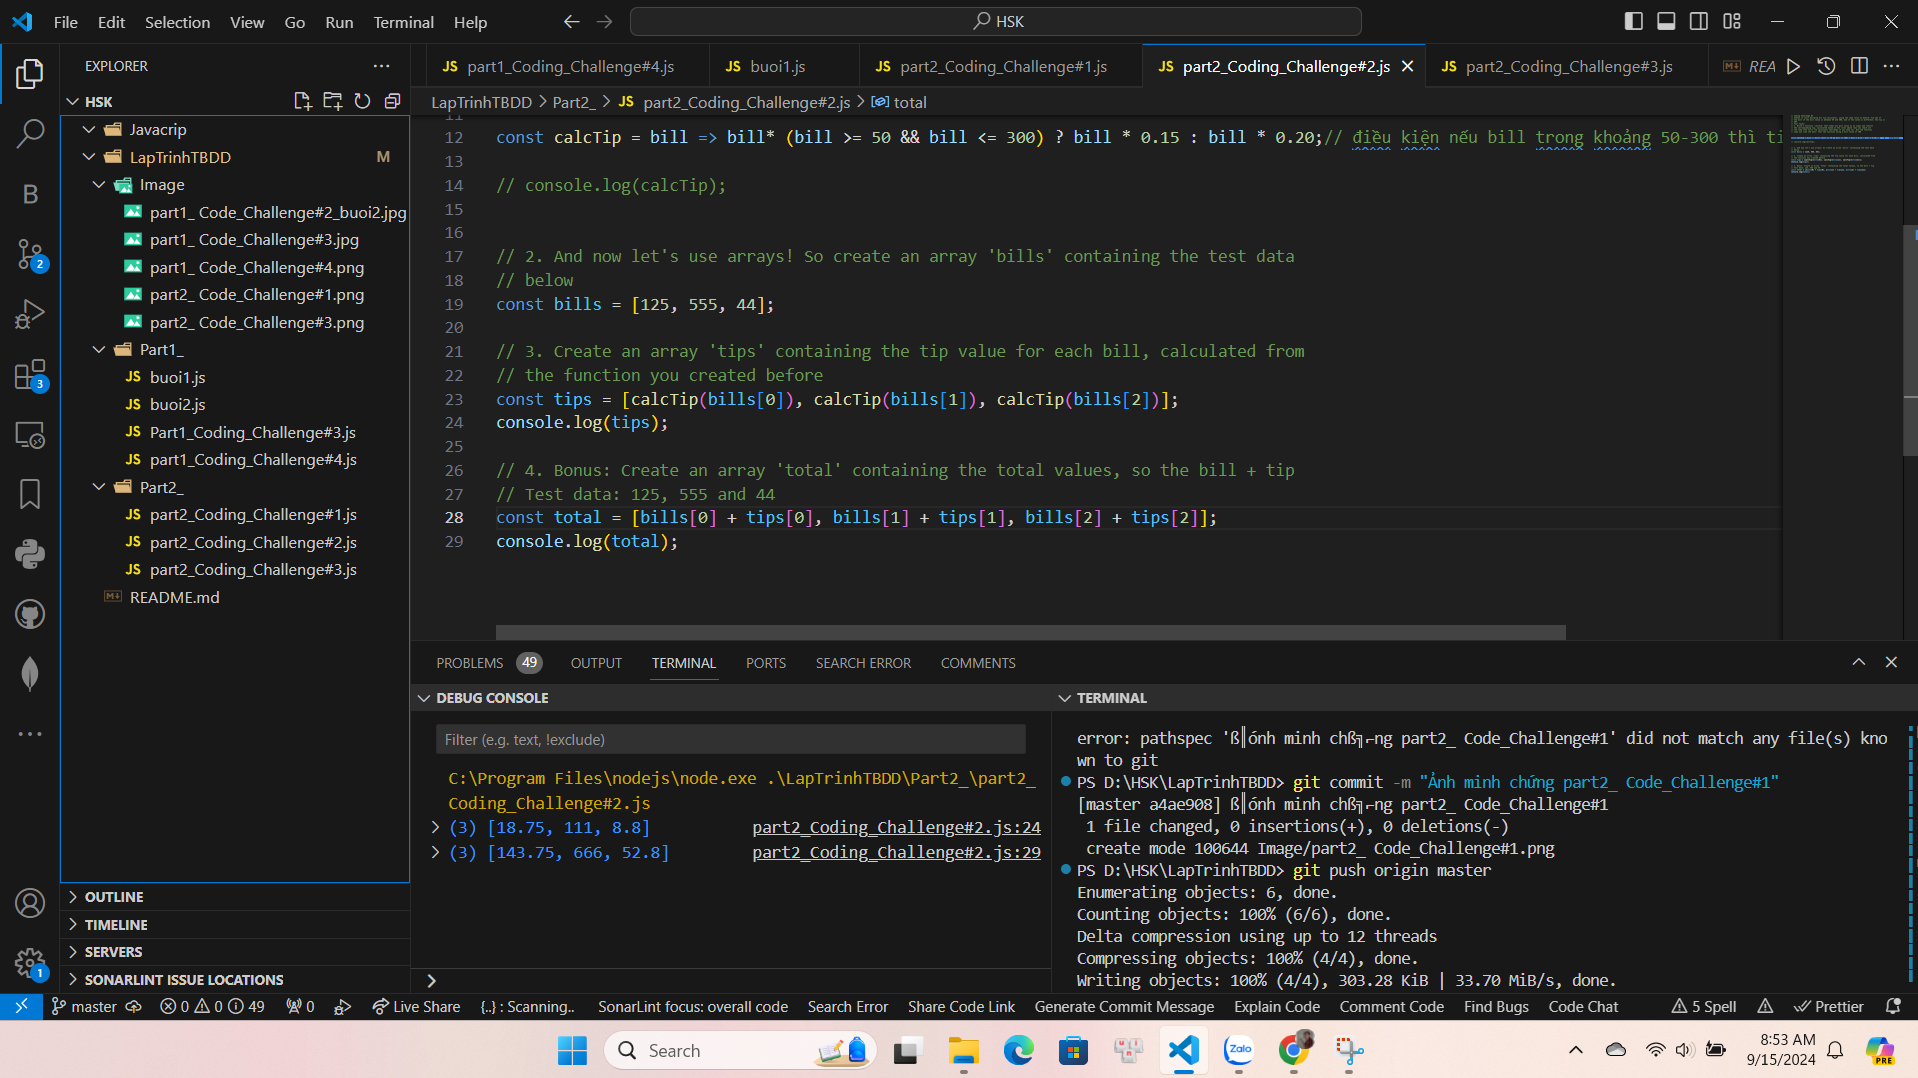 File Edit Selection View Go Run Terminal Help
HSK
EXPLORER
HSK
Javacrip
LapTrinhTBDD M
Image
part1_ Code_Challenge#2_buoi2.jpg
part1_ Code_Challenge#3.jpg
part1_ Code_Challenge#4.png
part2_ Code_Challenge#1.png
part2_ Code_Challenge#3.png
Part1_
JS buoi1.js
JS buoi2.js
JS Part1_Coding_Challenge#3.js
JS part1_Coding_Challenge#4.js
Part2_
JS part2_Coding_Challenge#1.js
JS part2_Coding_Challenge#2.js
JS part2_Coding_Challenge#3.js
README.md
OUTLINE
TIMELINE
SERVERS
SONARLINT ISSUE LOCATIONS
B
2
3
1
JS part1_Coding_Challenge#4.js JS buoi1.js JS part2_Coding_Challenge#1.js JS part2_Coding_Challenge#2.js JS part2_Coding_Challenge#3.js REA
LapTrinhTBDD > Part2_ > JS part2_Coding_Challenge#2.js > total
11
12 const calcTip = bill => bill* (bill >= 50 && bill <= 300) ? bill * 0.15 : bill * 0.20;// điều kiện nếu bill trong khoảng 50-300 thì ti
13
14 // console.log(calcTip);
15
16
17 // 2. And now let's use arrays! So create an array 'bills' containing the test data
18 // below
19 const bills = [125, 555, 44];
20
21 // 3. Create an array 'tips' containing the tip value for each bill, calculated from
22 // the function you created before
23 const tips = [calcTip(bills[0]), calcTip(bills[1]), calcTip(bills[2])];
24 console.log(tips);
25
26 // 4. Bonus: Create an array 'total' containing the total values, so the bill + tip
27 // Test data: 125, 555 and 44
28 const total = [bills[0] + tips[0], bills[1] + tips[1], bills[2] + tips[2]];
29 console.log(total);
PROBLEMS 49 OUTPUT TERMINAL PORTS SEARCH ERROR COMMENTS
DEBUG CONSOLE
Filter (e.g. text, !exclude)
C:\Program Files\nodejs\node.exe .\LapTrinhTBDD\Part2_\part2_
Coding_Challenge#2.js
(3) [18.75, 111, 8.8] part2_Coding_Challenge#2.js:24
(3) [143.75, 666, 52.8] part2_Coding_Challenge#2.js:29
TERMINAL
error: pathspec 'ß║ónh minh chß╗⌐ng part2_ Code_Challenge#1' did not match any file(s) kno
wn to git
PS D:\HSK\LapTrinhTBDD> git commit -m "Ảnh minh chứng part2_ Code_Challenge#1"
[master a4ae908] ß║ónh minh chß╗⌐ng part2_ Code_Challenge#1
1 file changed, 0 insertions(+), 0 deletions(-)
create mode 100644 Image/part2_ Code_Challenge#1.png
PS D:\HSK\LapTrinhTBDD> git push origin master
Enumerating objects: 6, done.
Counting objects: 100% (6/6), done.
Delta compression using up to 12 threads
Compressing objects: 100% (4/4), done.
Writing objects: 100% (4/4), 303.28 KiB | 33.70 MiB/s, done.
master 0 0 49 0 Live Share {..} : Scanning.. SonarLint focus: overall code Search Error Share Code Link Generate Commit Message Explain Code Comment Code Find Bugs Code Chat 5 Spell Prettier
Search
Zalo
8:53 AM
9/15/2024
PRE